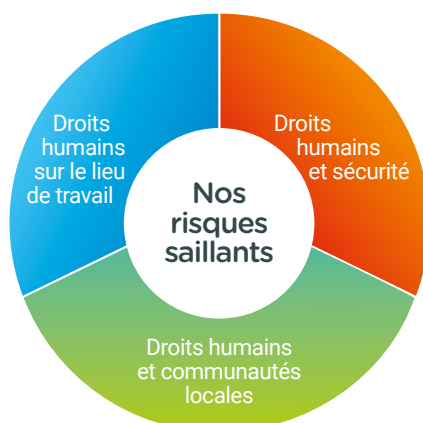 Droits
humains
sur le lieu
de travail
Droits
humains
et sécurité
Nos
risques
saillants
Droits humains
et communautés
locales